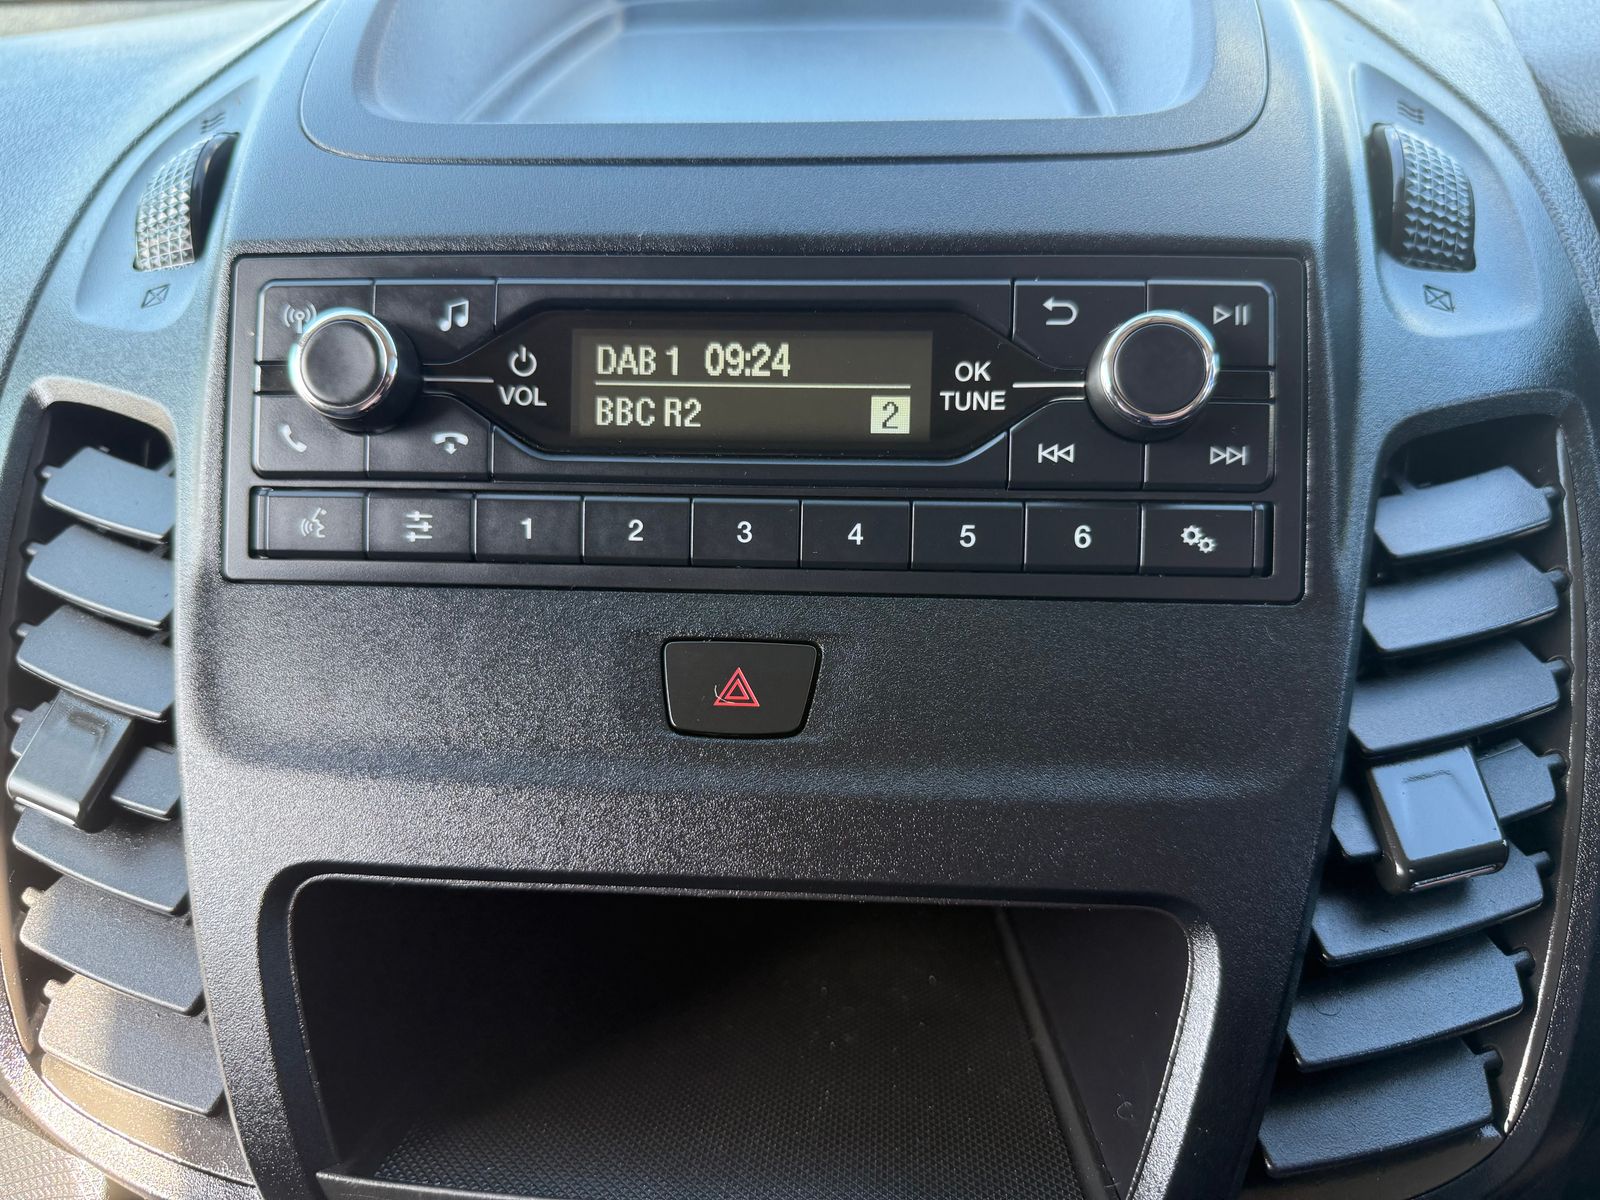 DAB 1 09:24
BBC R2 2
VOL
OK
TUNE
1 2 3 4 5 6